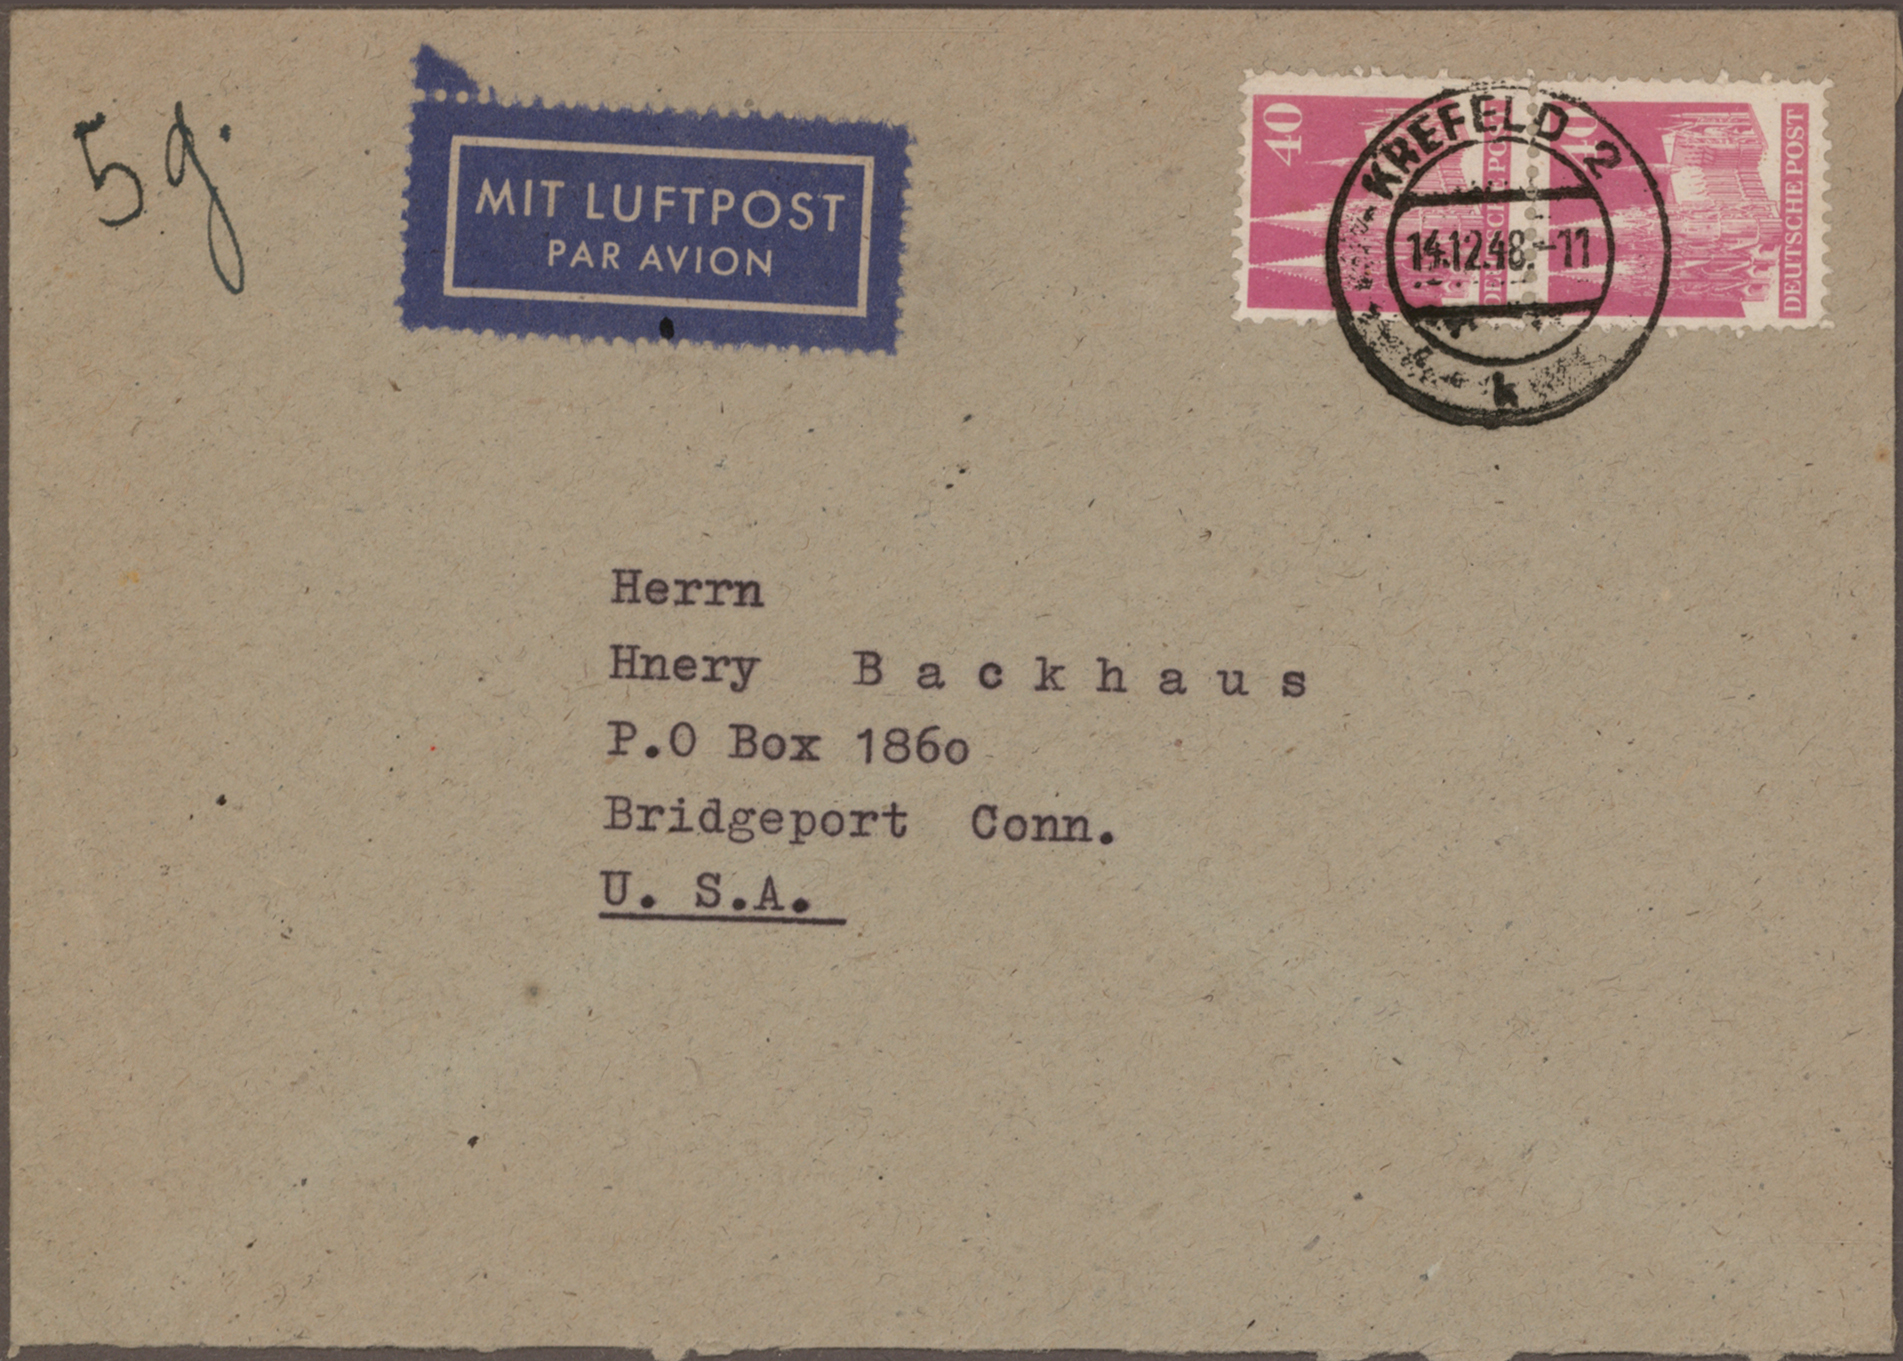 5 g.
MIT LUFTPOST
PAR AVION
40
40
DEUTSCHE POST
DEUTSCHE POST
KREFELD 2
14.12.48.-11
k
Herrn
Hnery B a c k h a u s
P.O Box 186o
Bridgeport Conn.
U. S.A.